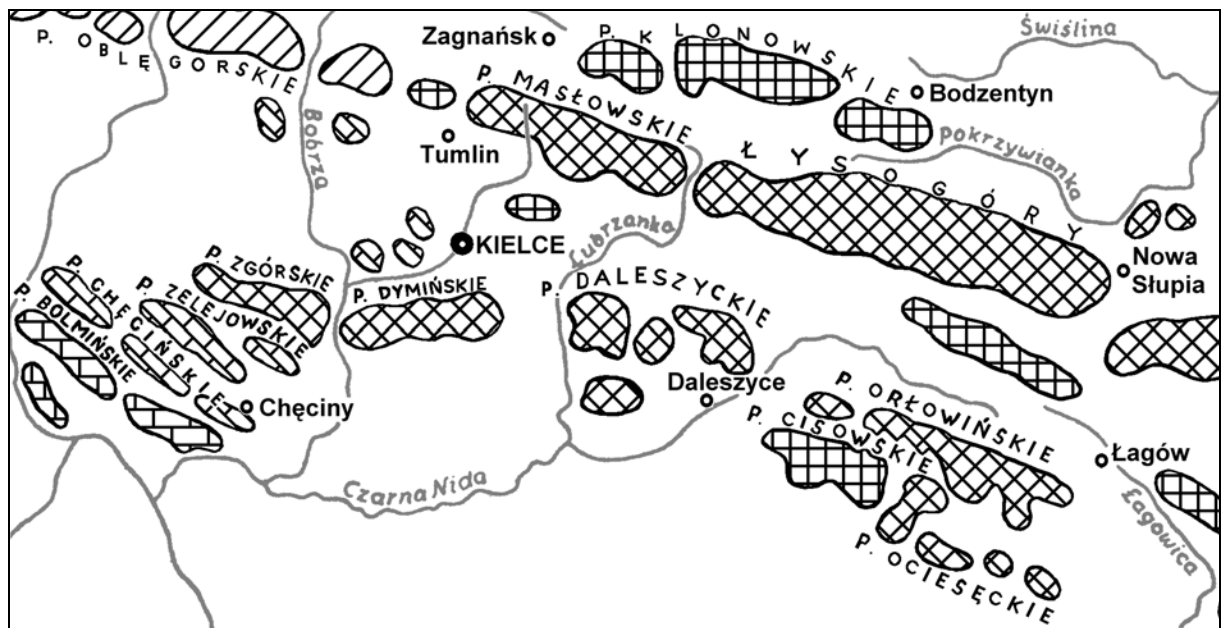 P. OBLĘGORSKIE
Zagnańsk
P. KLONOWSKIE
Świślina
P. MASŁOWSKIE
Bodzentyn
Bobrza
Tumlin
Pokrzywianka
ŁYSOGÓRY
KIELCE
Lubrzanka
Nowa
Słupia
P. ZGÓRSKIE
P. CHĘCIŃSKIE
P. ZELEJOWSKIE
P. BOLMIŃSKIE
P. DYMIŃSKIE
P. DALESZYCKIE
Daleszyce
Chęciny
P. ORŁOWIŃSKIE
P. CISOWSKIE
Łagów
Czarna Nida
Łagowica
P. OCIESĘCKIE